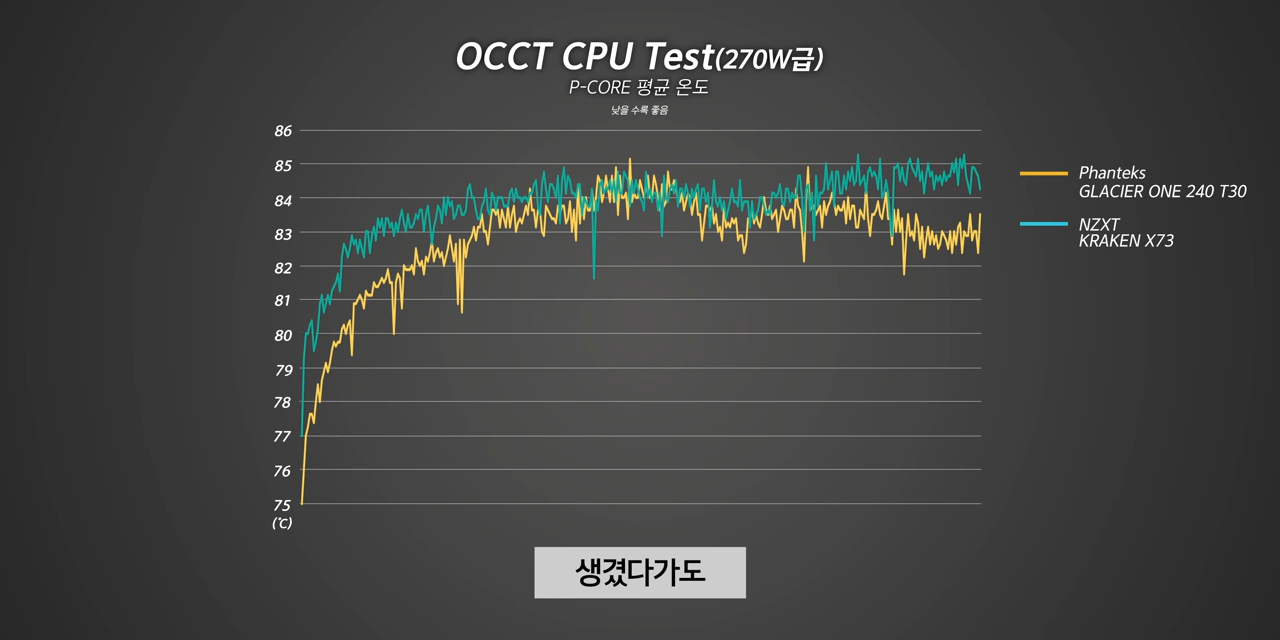 OCCT CPU Test(270W급)
P-CORE 평균 온도
낮을 수록 좋음
86
85
84
83
82
81
80
79
78
77
76
75
(℃)
Phanteks
GLACIER ONE 240 T30
NZXT
KRAKEN X73
생겼다가도